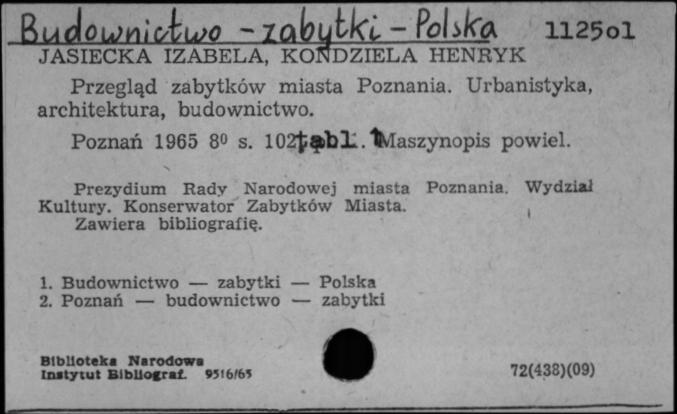 Budownictwo - zabytki - Polska 112501
JASIECKA IZABELA, KONDZIELA HENRYK
Przegląd zabytków miasta Poznania. Urbanistyka,
architektura, budownictwo.
Poznań 1965 8⁰ s. 102 tabl. 1 Maszynopis powiel.
Prezydium Rady Narodowej miasta Poznania. Wydział
Kultury. Konserwator Zabytków Miasta.
Zawiera bibliografię.
1. Budownictwo — zabytki — Polska
2. Poznań — budownictwo — zabytki
Biblioteka Narodowa
Instytut Bibliograf. 9516/65
72(438)(09)